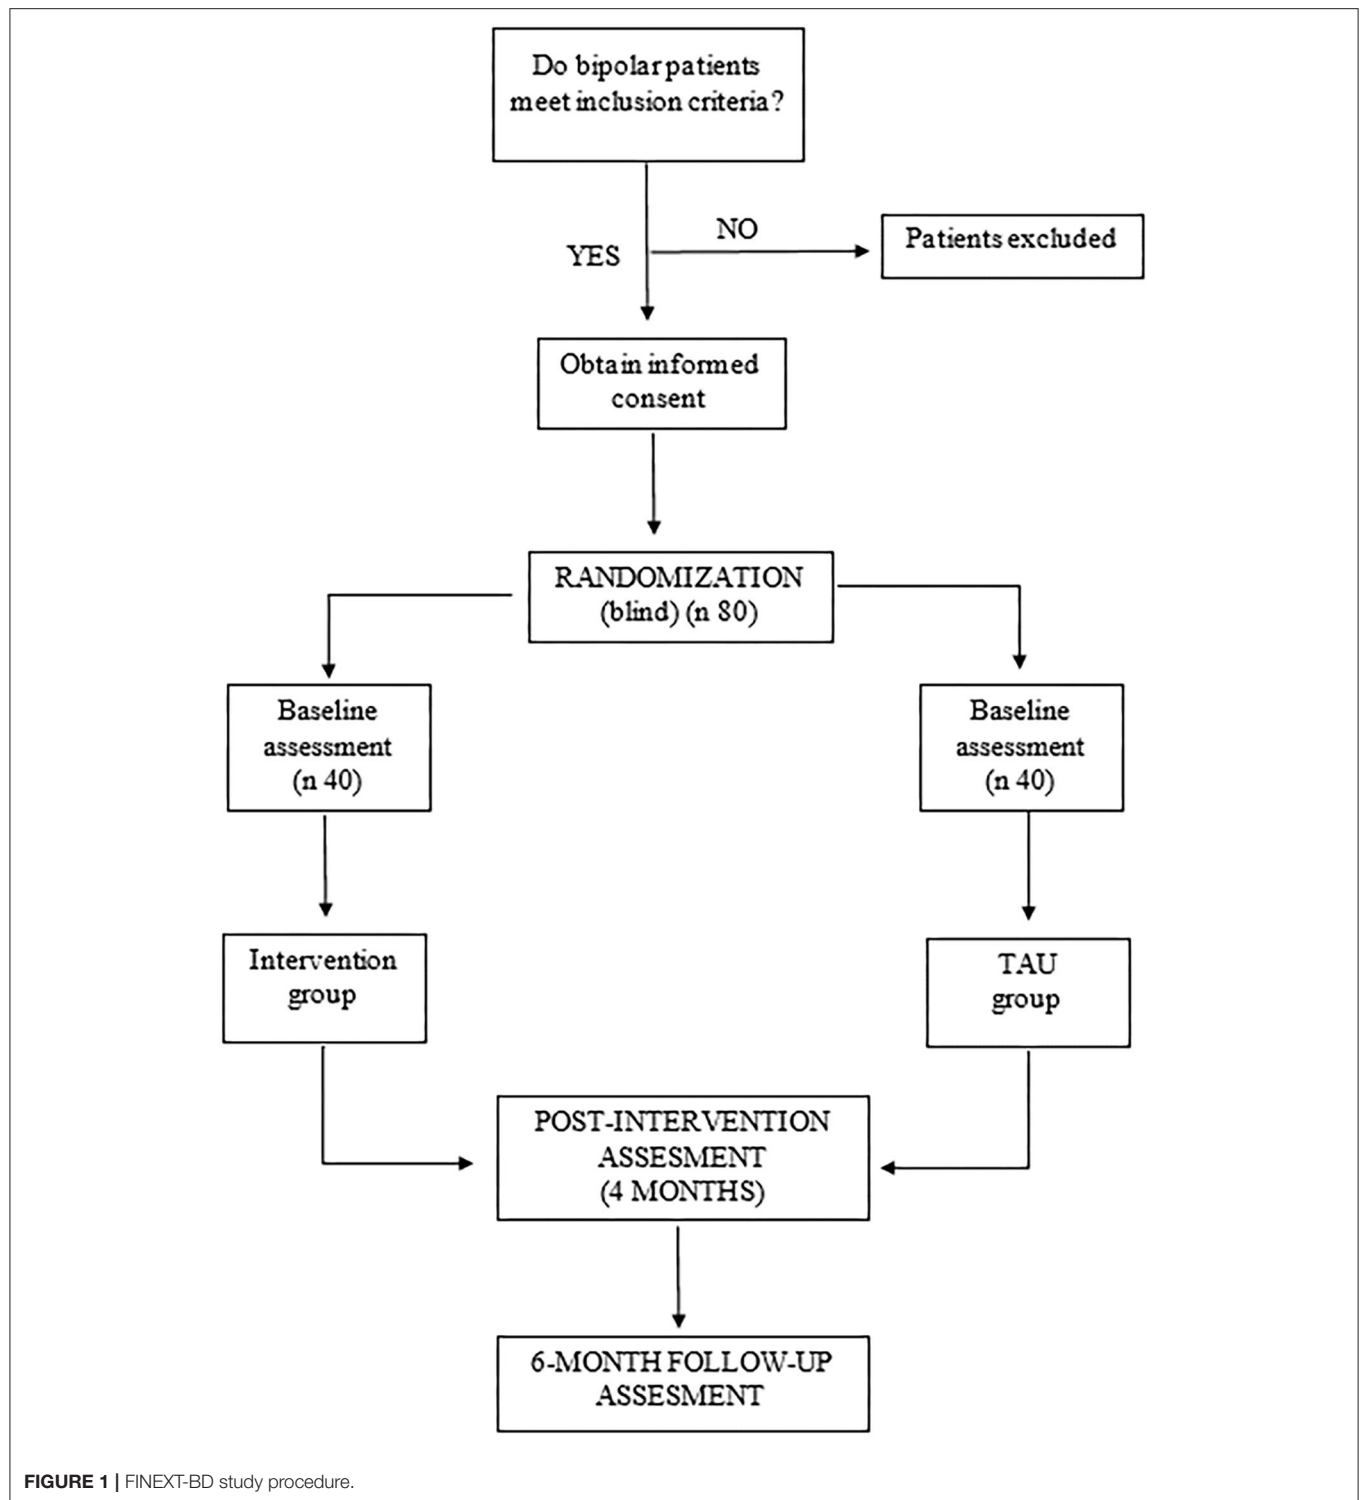 Do bipolar patients
meet inclusion criteria?
NO
YES
Patients excluded
Obtain informed
consent
RANDOMIZATION
(blind) (n 80)
Baseline
assessment
(n 40)
Baseline
assessment
(n 40)
Intervention
group
TAU
group
POST-INTERVENTION
ASSESMENT
(4 MONTHS)
6-MONTH FOLLOW-UP
ASSESMENT
FIGURE 1 | FINEXT-BD study procedure.